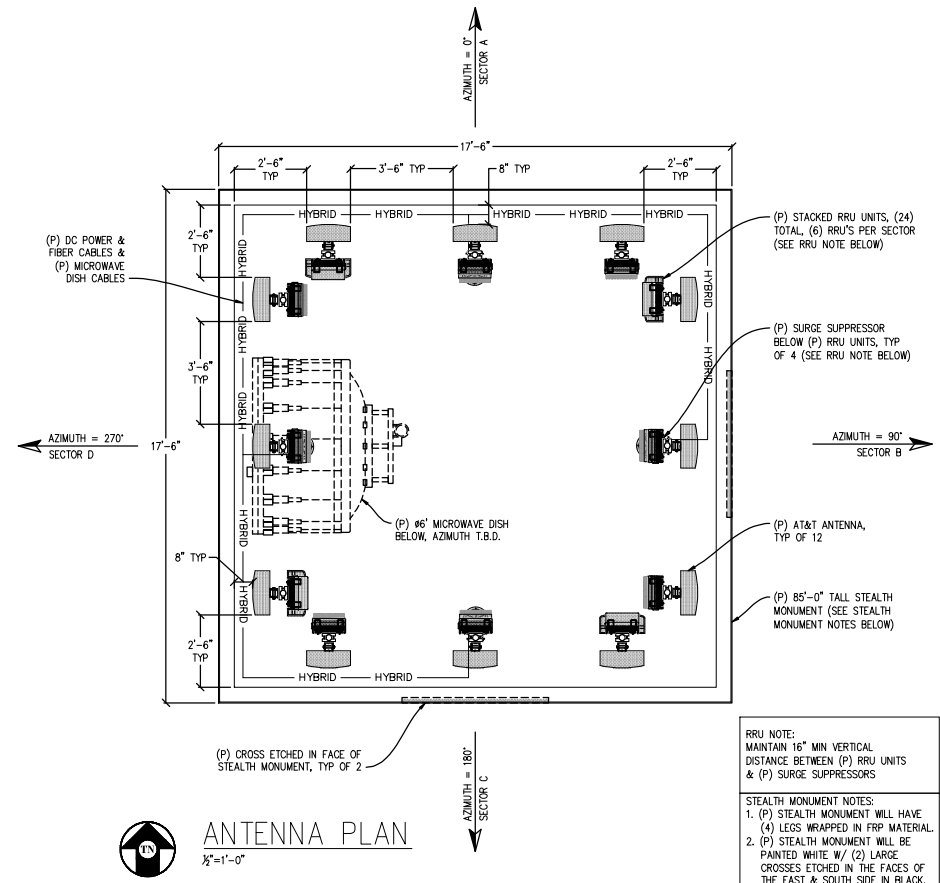 AZIMUTH = 0°
SECTOR A
17'-6"
2'-6"
TYP
3'-6" TYP
8" TYP
2'-6"
TYP
HYBRID
HYBRID
HYBRID
HYBRID
(P) DC POWER &
FIBER CABLES &
(P) MICROWAVE
DISH CABLES
2'-6"
TYP
HYBRID
HYBRID
3'-6"
TYP
HYBRID
HYBRID
HYBRID
HYBRID
HYBRID
(P) STACKED RRU UNITS, (24)
TOTAL, (6) RRU'S PER SECTOR
(SEE RRU NOTE BELOW)
(P) SURGE SUPPRESSOR
BELOW (P) RRU UNITS, TYP
OF 4 (SEE RRU NOTE BELOW)
AZIMUTH = 270°
SECTOR D
17'-6"
AZIMUTH = 90°
SECTOR B
(P) ø6' MICROWAVE DISH
BELOW, AZIMUTH T.B.D.
(P) AT&T ANTENNA,
TYP OF 12
8" TYP
(P) 85'-0" TALL STEALTH
MONUMENT (SEE STEALTH
MONUMENT NOTES BELOW)
2'-6"
TYP
HYBRID
HYBRID
(P) CROSS ETCHED IN FACE OF
STEALTH MONUMENT, TYP OF 2
AZIMUTH = 180°
SECTOR C
RRU NOTE:
MAINTAIN 16" MIN VERTICAL
DISTANCE BETWEEN (P) RRU UNITS
& (P) SURGE SUPPRESSORS
STEALTH MONUMENT NOTES:
1. (P) STEALTH MONUMENT WILL HAVE
(4) LEGS WRAPPED IN FRP MATERIAL.
2. (P) STEALTH MONUMENT WILL BE
PAINTED WHITE W/ (2) LARGE
CROSSES ETCHED IN THE FACES OF
THE EAST & SOUTH SIDE IN BLACK.
TN
ANTENNA PLAN
½"=1'-0"